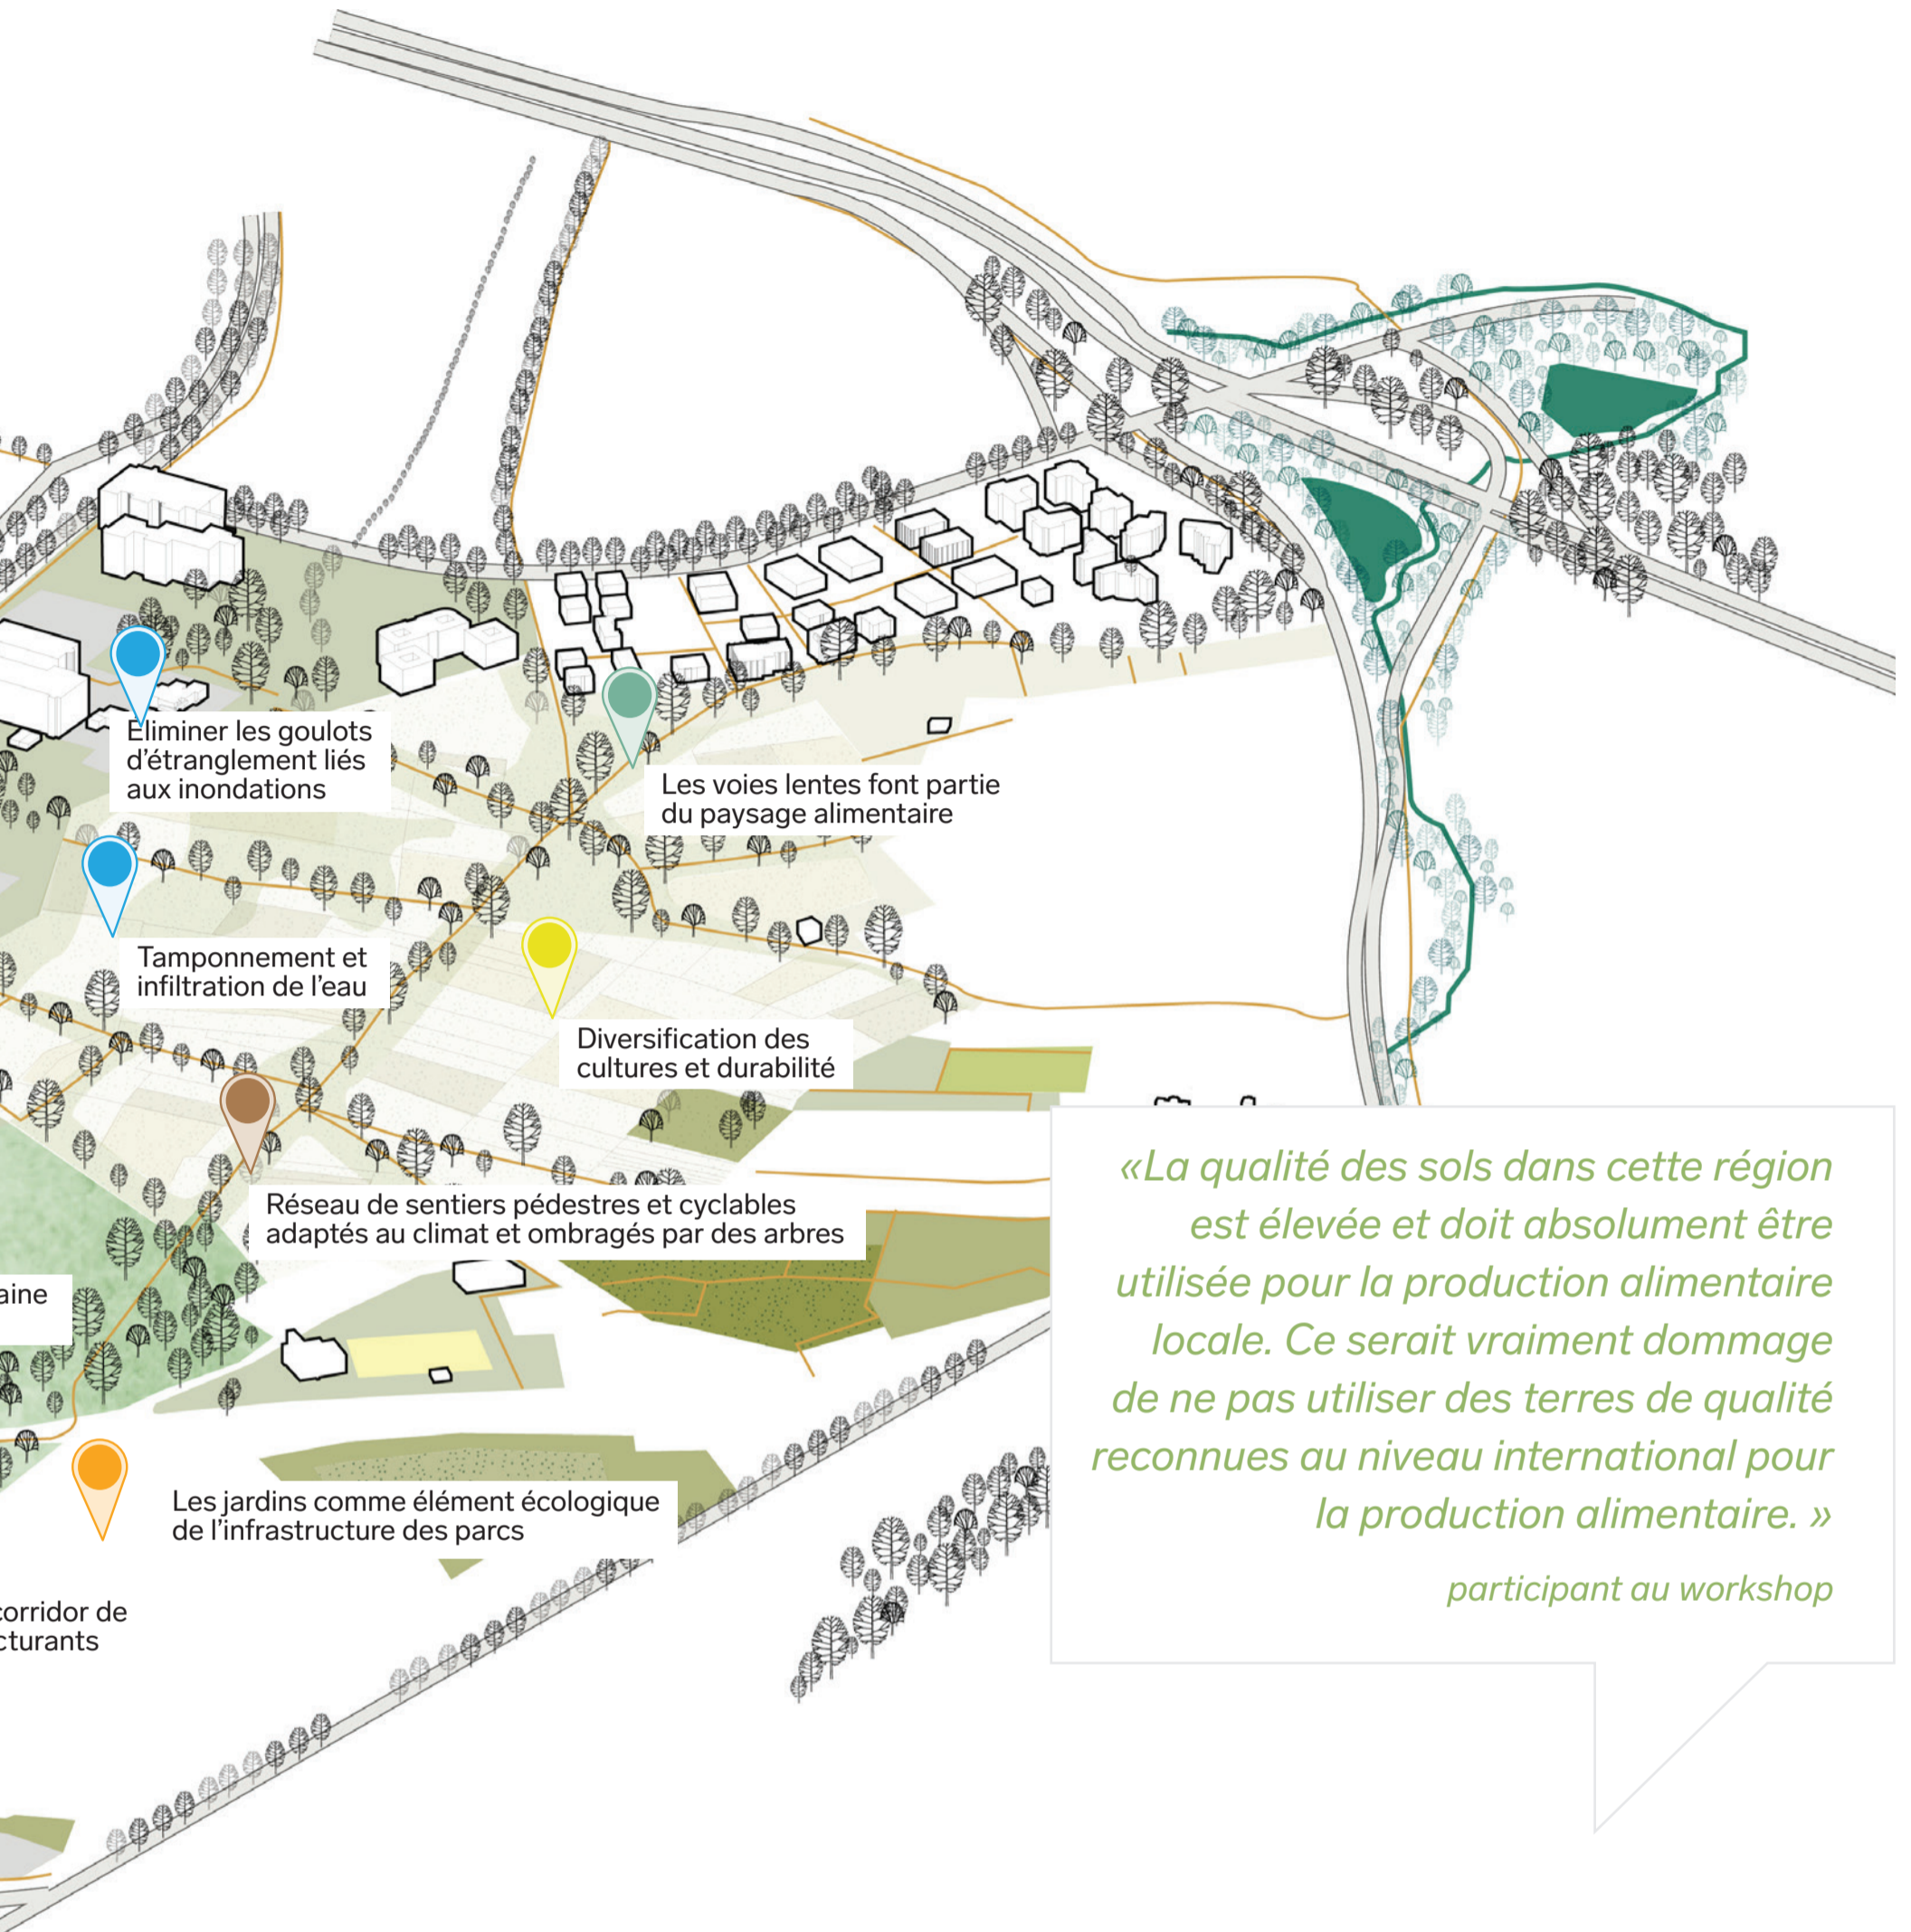 Eliminer les goulots
d'étranglement liés
aux inondations
Les voies lentes font partie
du paysage alimentaire
Tamponnement et
infiltration de l'eau
Diversification des
cultures et durabilité
Réseau de sentiers pédestres et cyclables
adaptés au climat et ombragés par des arbres
aine
Les jardins comme élément écologique
de l'infrastructure des parcs
corridor de
cturants
«La qualité des sols dans cette région
est élevée et doit absolument être
utilisée pour la production alimentaire
locale. Ce serait vraiment dommage
de ne pas utiliser des terres de qualité
reconnues au niveau international pour
la production alimentaire. »
participant au workshop